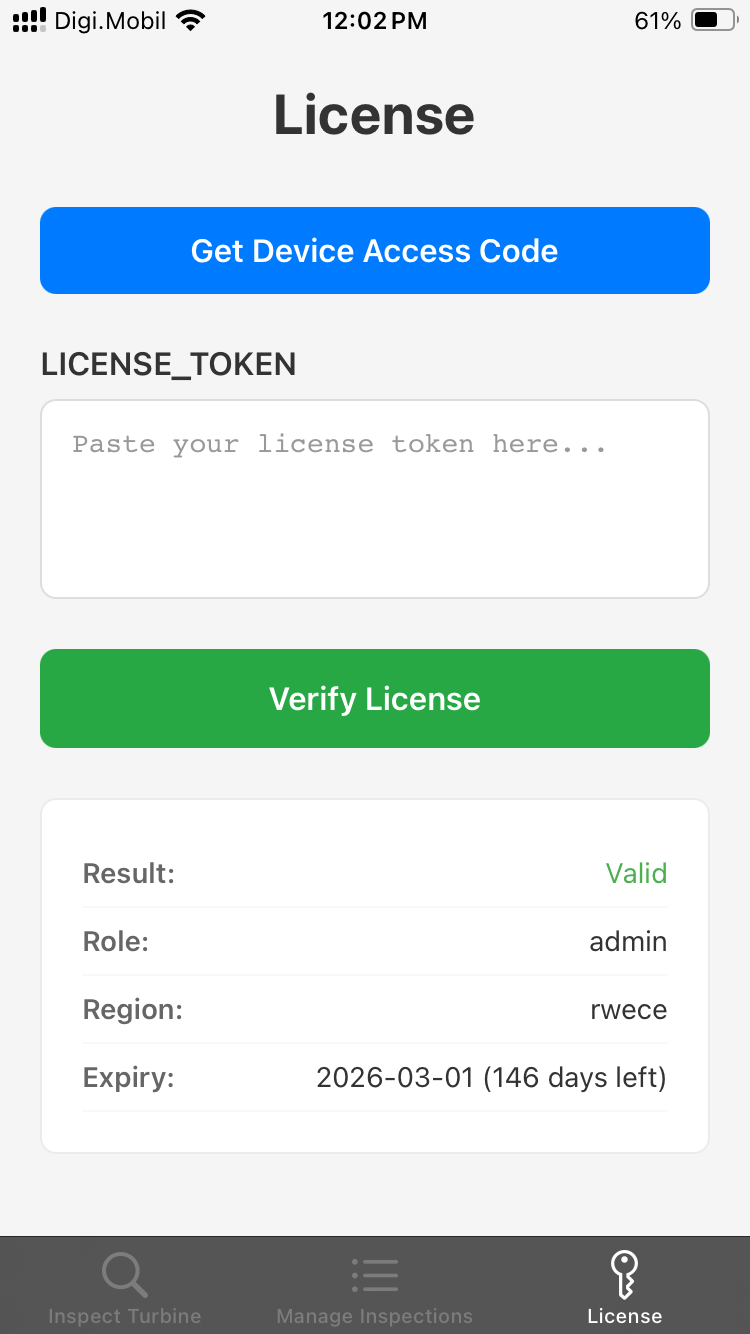 Digi.Mobil 12:02 PM 61%
License
Get Device Access Code
LICENSE_TOKEN
Paste your license token here...
Verify License
Result: Valid
Role: admin
Region: rwece
Expiry: 2026-03-01 (146 days left)
Inspect Turbine Manage Inspections License